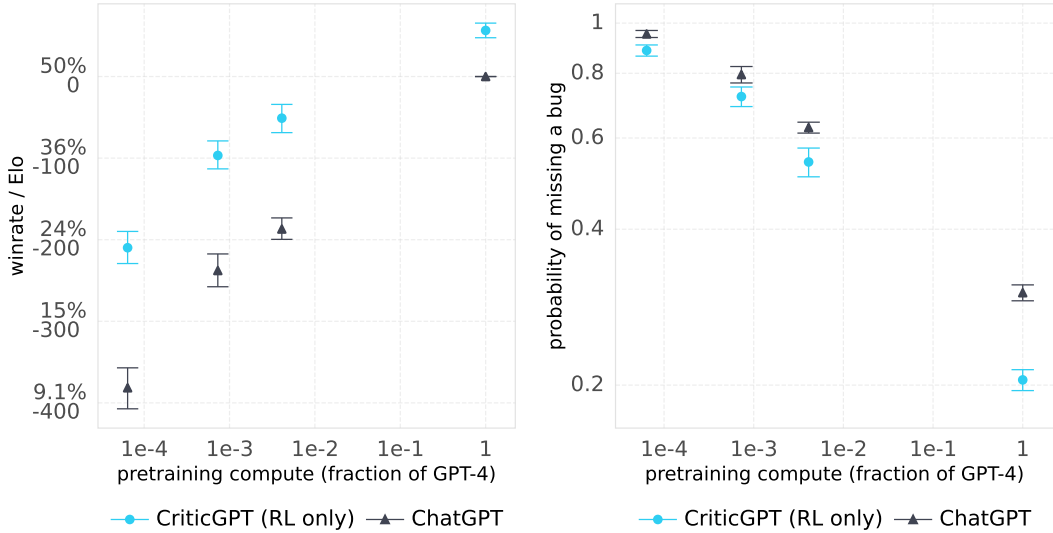 winrate / Elo
50%
0
36%
-100
24%
-200
15%
-300
9.1%
-400
1e-4 1e-3 1e-2 1e-1 1
pretraining compute (fraction of GPT-4)
CriticGPT (RL only) ChatGPT
probability of missing a bug
1
0.8
0.6
0.4
0.2
1e-4 1e-3 1e-2 1e-1 1
pretraining compute (fraction of GPT-4)
CriticGPT (RL only) ChatGPT